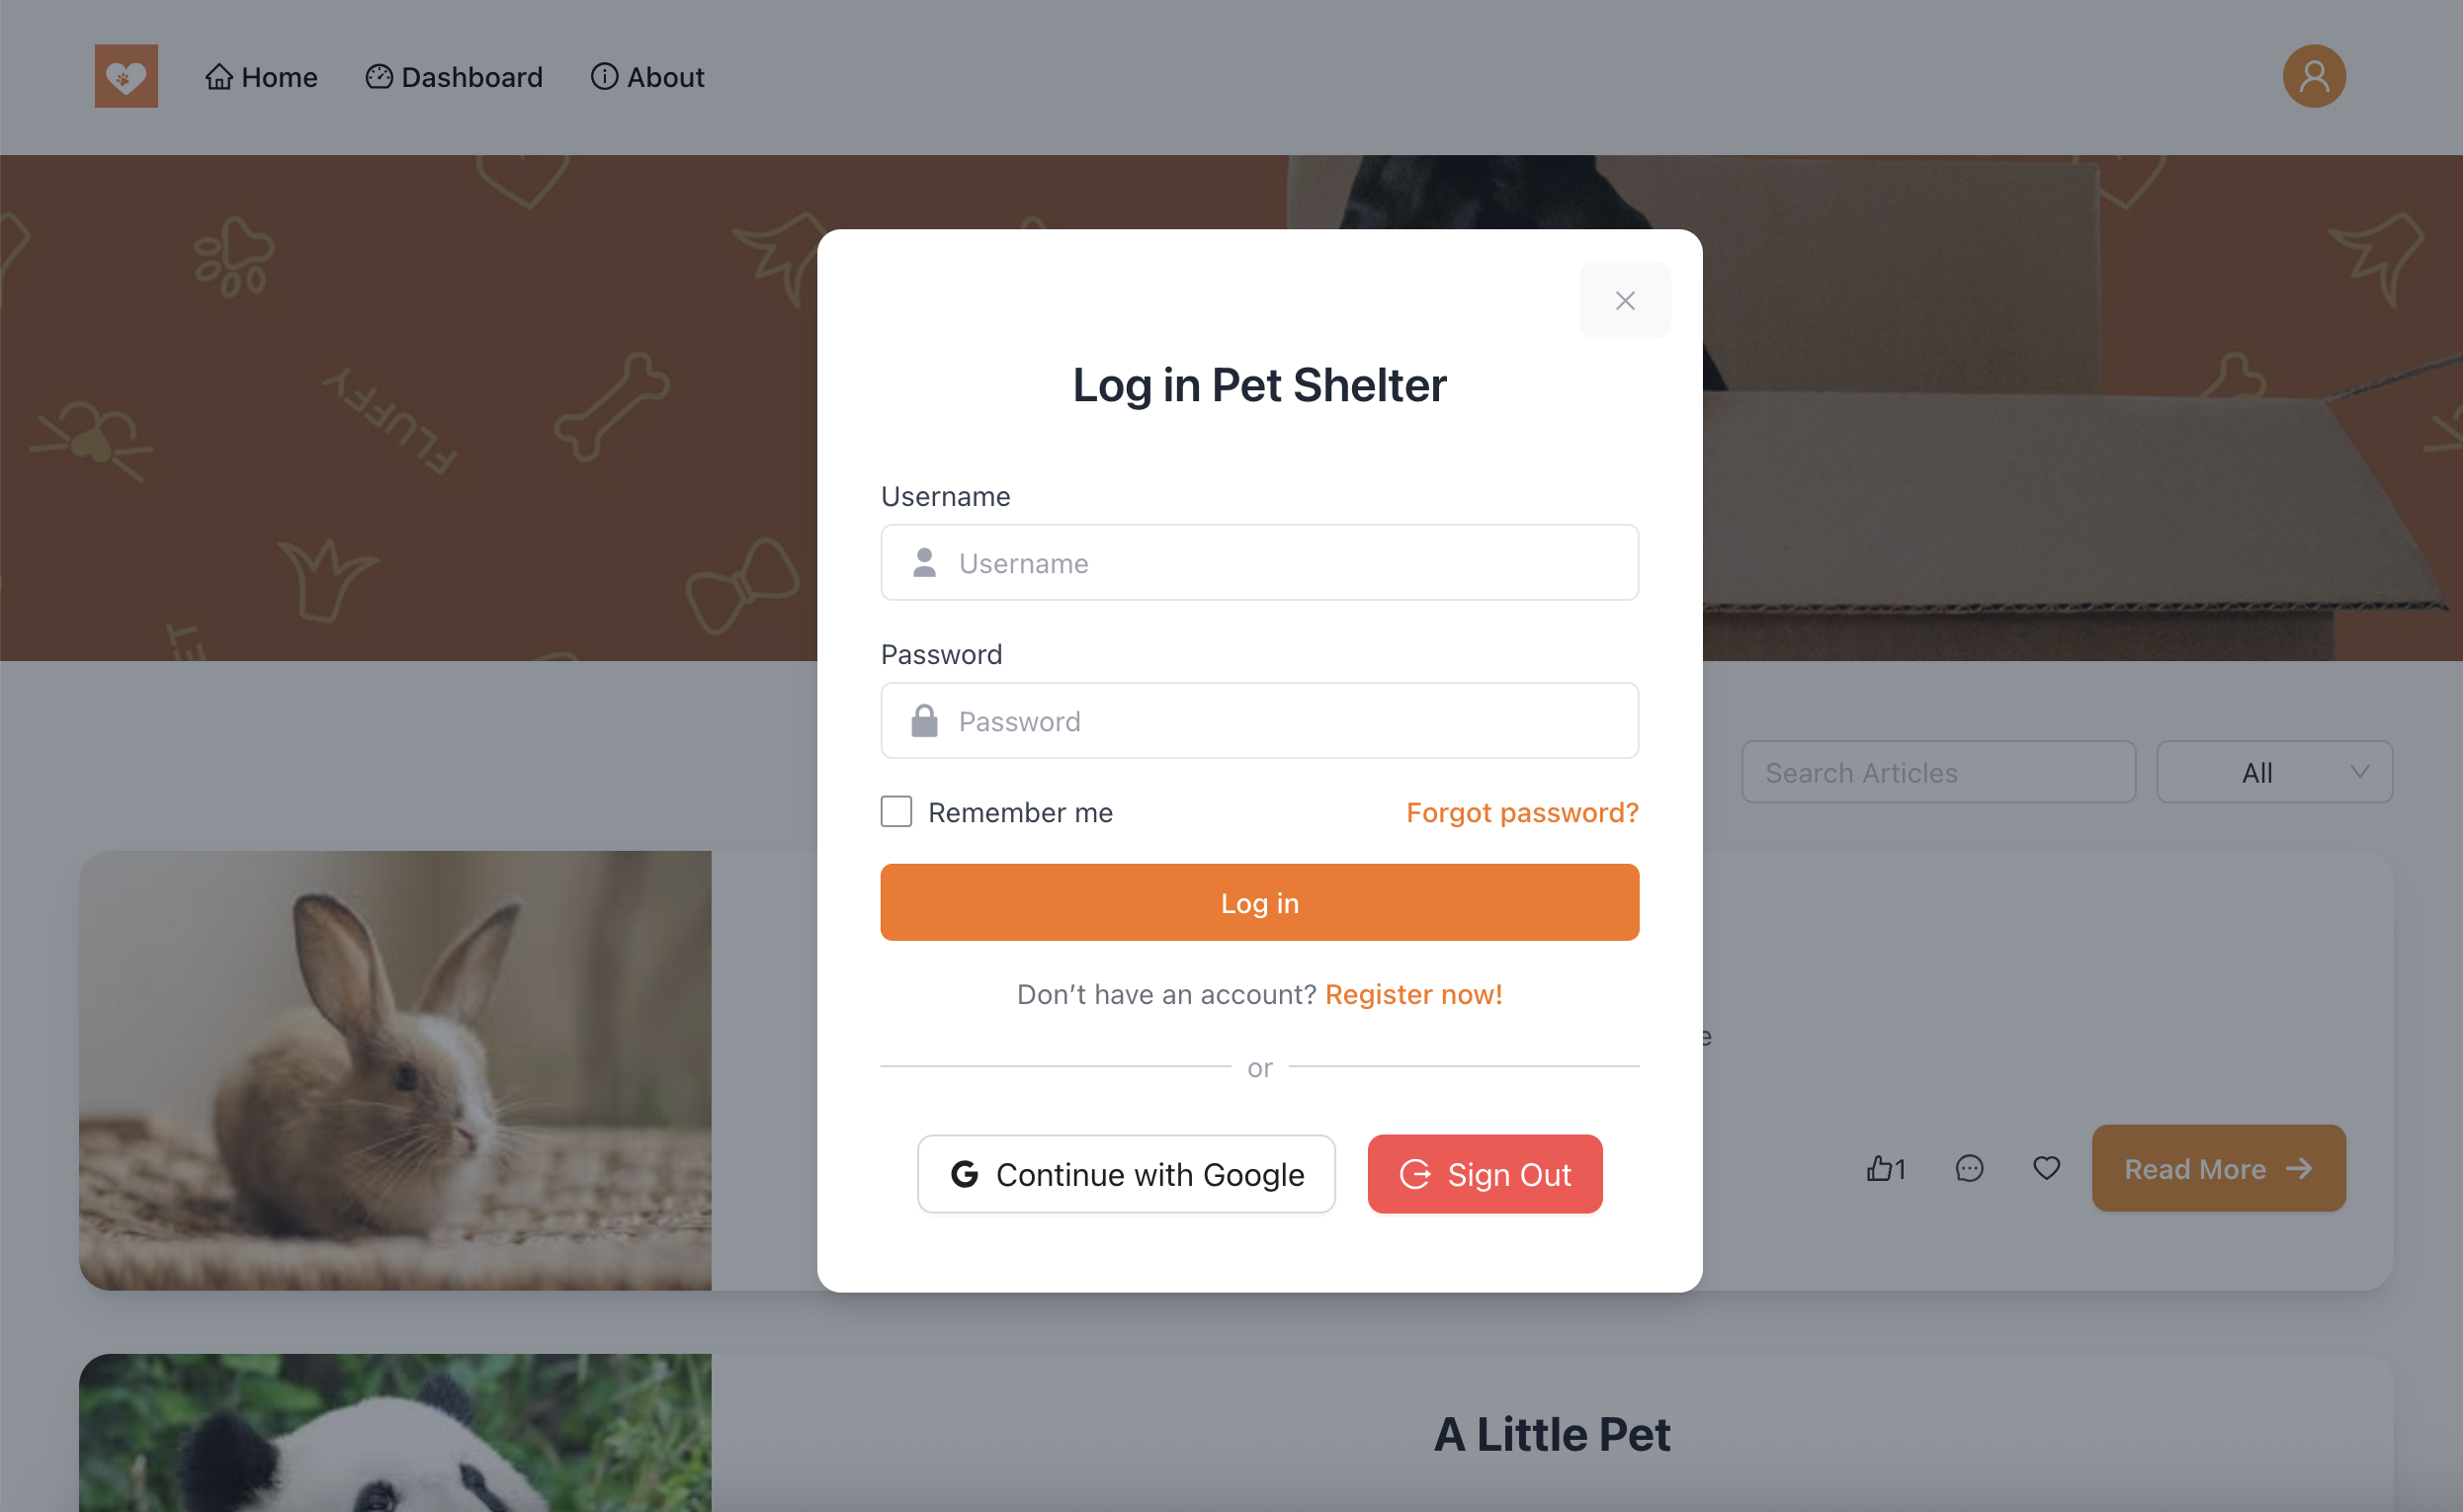 Home Dashboard About
FLUFFY
Log in Pet Shelter
Username
Username
Password
Password
Remember me Forgot password?
Log in
Don’t have an account? Register now!
or
Continue with Google Sign Out
Search Articles All
1 Read More
A Little Pet